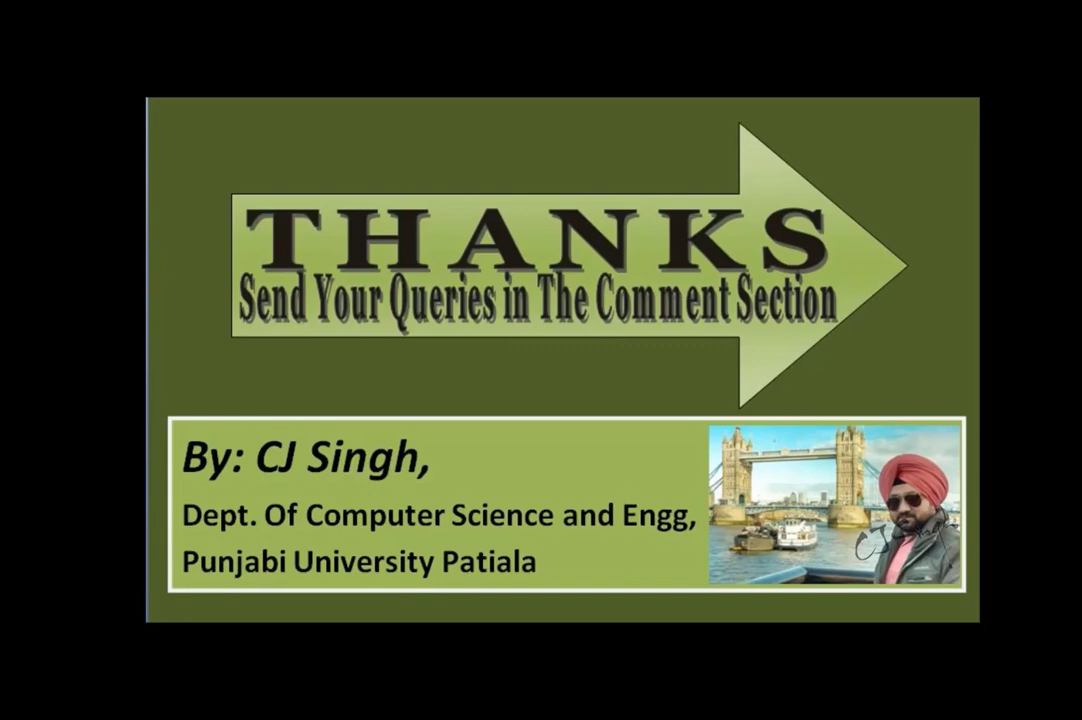 THANKS
Send Your Queries in The Comment Section
By: CJ Singh,
Dept. Of Computer Science and Engg,
Punjabi University Patiala